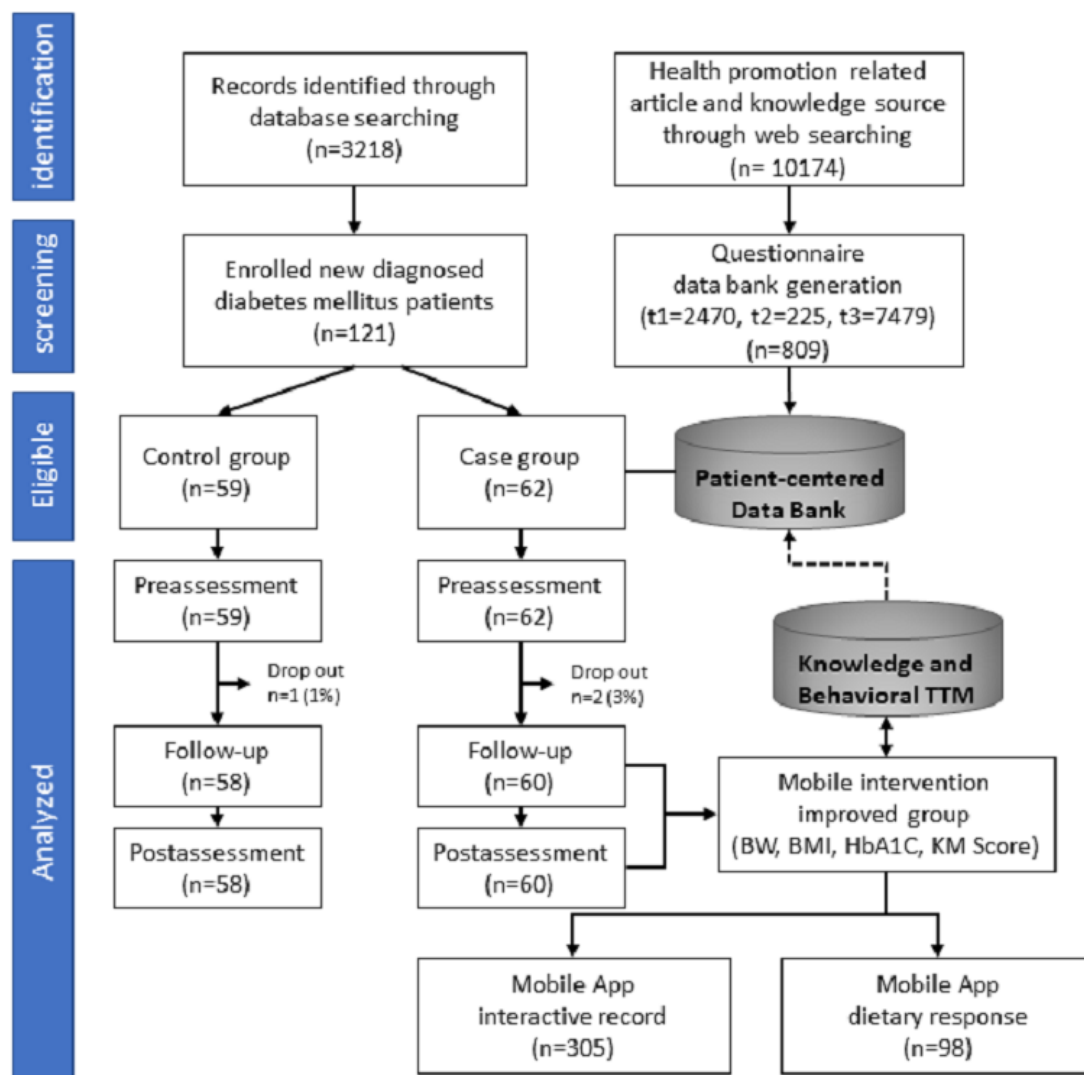 identification
Records identified through
database searching
(n=3218)
Health promotion related
article and knowledge source
through web searching
(n= 10174)
screening
Enrolled new diagnosed
diabetes mellitus patients
(n=121)
Questionnaire
data bank generation
(t1=2470, t2=225, t3=7479)
(n=809)
Eligible
Control group
(n=59)
Case group
(n=62)
Patient-centered
Data Bank
Analyzed
Preassessment
(n=59)
Preassessment
(n=62)
Knowledge and
Behavioral TTM
Drop out
n=1 (1%)
Drop out
n=2 (3%)
Follow-up
(n=58)
Follow-up
(n=60)
Mobile intervention
improved group
(BW, BMI, HbA1C, KM Score)
Postassessment
(n=58)
Postassessment
(n=60)
Mobile App
interactive record
(n=305)
Mobile App
dietary response
(n=98)